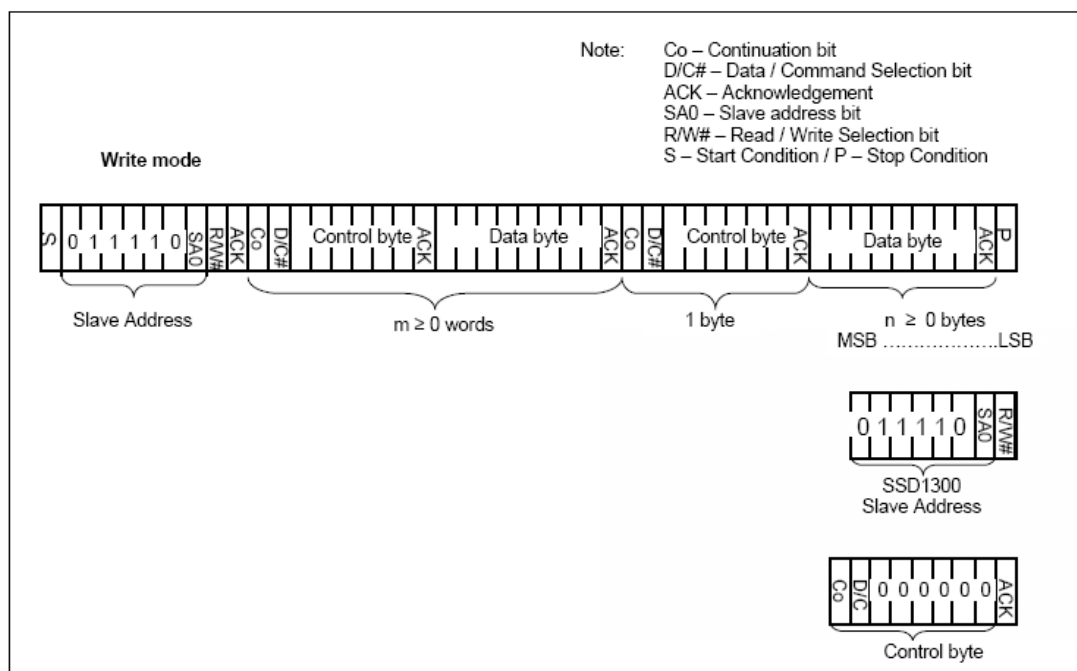 Note: Co – Continuation bit
D/C# – Data / Command Selection bit
ACK – Acknowledgement
SA0 – Slave address bit
R/W# – Read / Write Selection bit
S – Start Condition / P – Stop Condition
Write mode
S 0 1 1 1 1 0 SA0 R/W# ACK Co D/C# Control byte ACK Data byte ACK Co D/C# Control byte ACK Data byte ACK P
Slave Address m ≥ 0 words 1 byte n ≥ 0 bytes
MSB ....................LSB
0 1 1 1 1 0 SA0 R/W#
SSD1300
Slave Address
Co D/C 0 0 0 0 0 0 ACK
Control byte